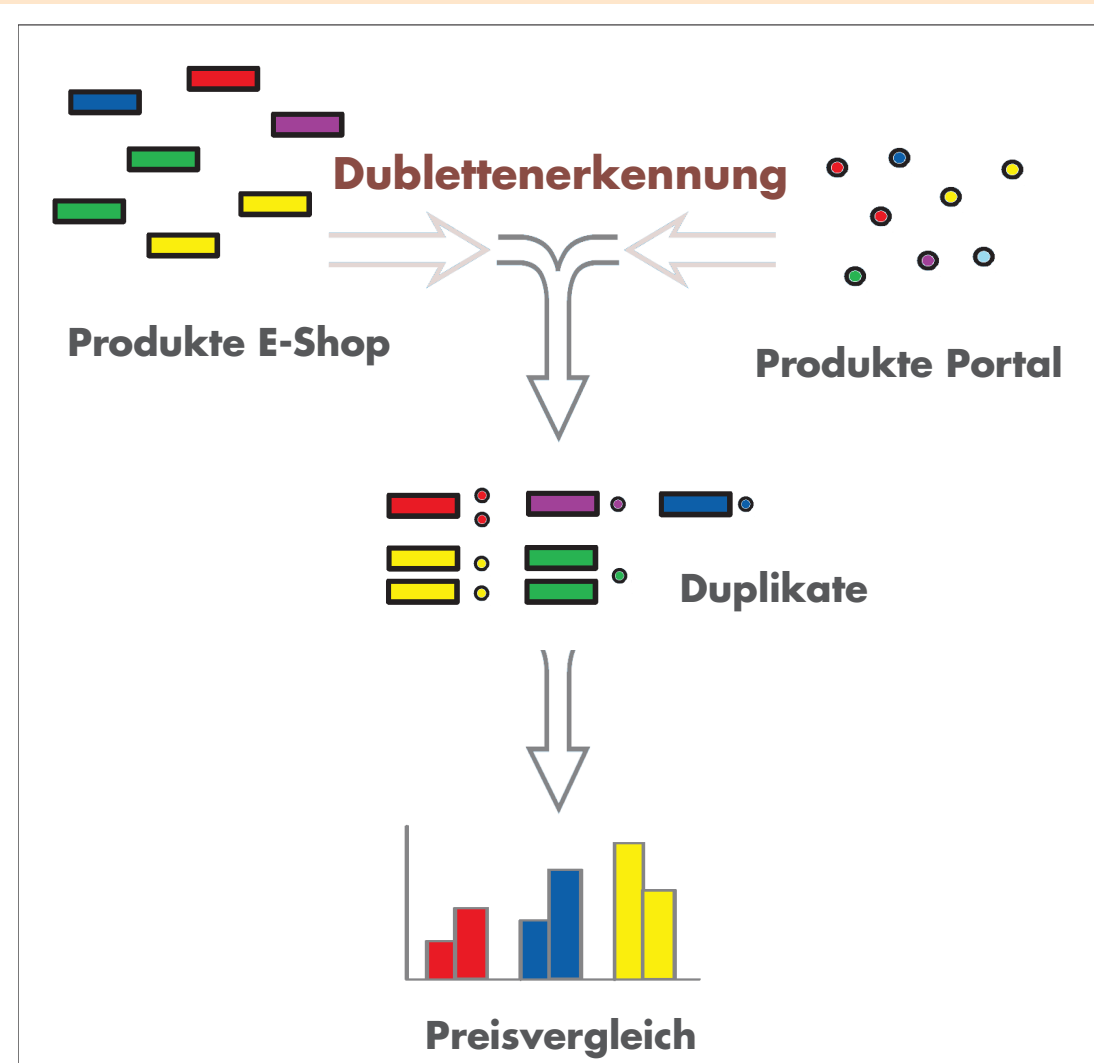 Dublettenerkennung
Produkte E-Shop
Produkte Portal
Duplikate
Preisvergleich